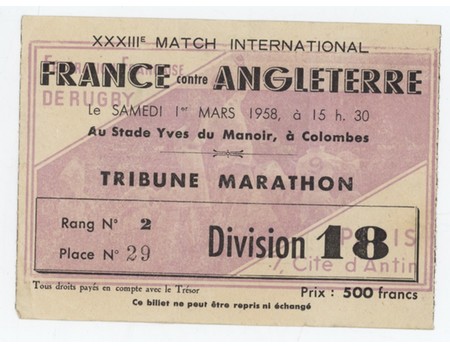 XXXIIIᴱ MATCH INTERNATIONAL
FRANCE contre ANGLETERRE
DE RUGBY
Le SAMEDI 1er MARS 1958, à 15 h. 30
Au Stade Yves du Manoir, à Colombes
TRIBUNE MARATHON
Rang N° 2
Place N° 29
Division 18
Cité d'Antin
Tous droits payés en compte avec le Trésor
Prix : 500 francs
Ce billet ne peut être repris ni échangé